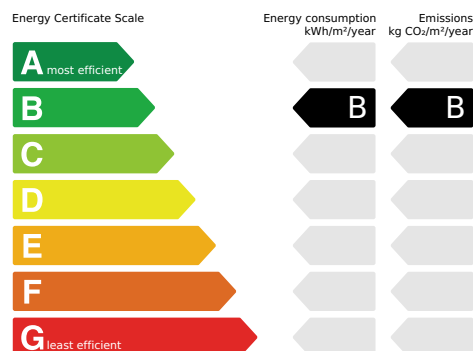 Energy Certificate Scale
Energy consumption
kWh/m²/year
Emissions
kg CO₂/m²/year
A most efficient
B
B
B
C
D
E
F
G least efficient